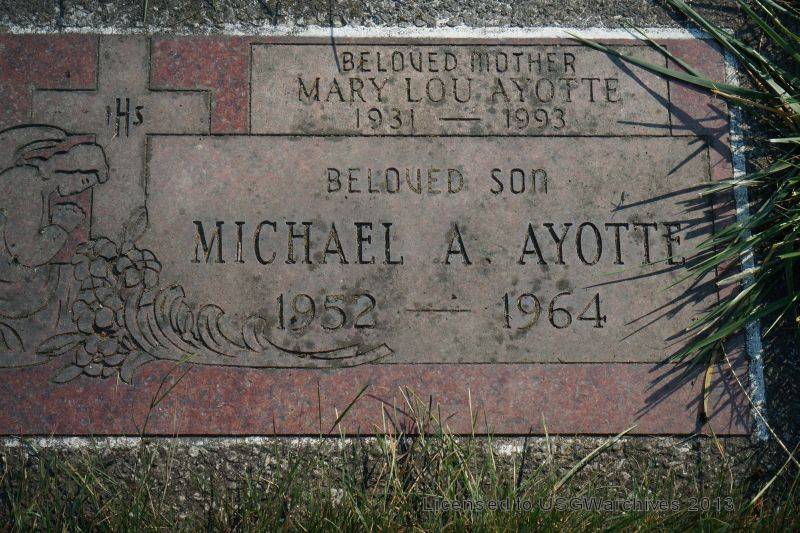 BELOVED MOTHER
MARY LOU AYOTTE
1931 — 1993
IHS
BELOVED SON
MICHAEL A. AYOTTE
1952 — 1964
Licensed to USGWarchives 2013